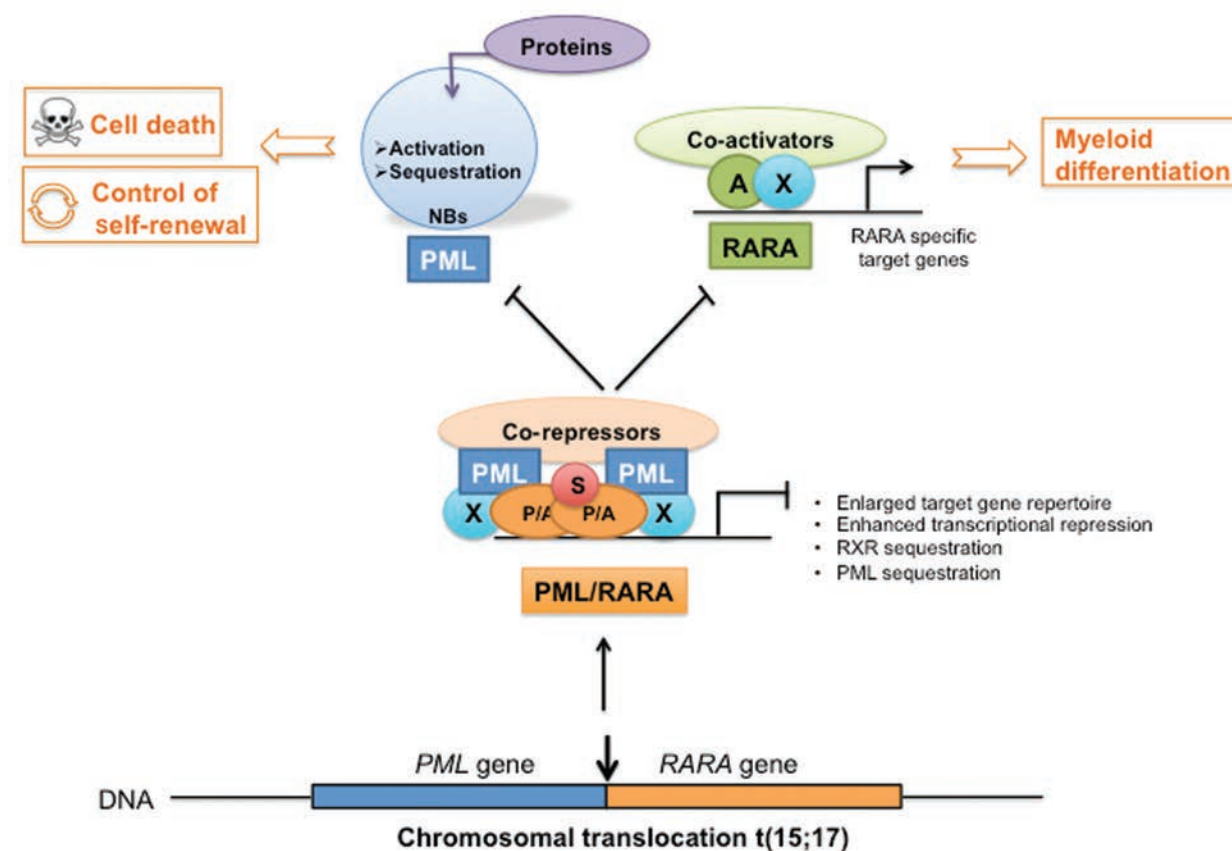 Proteins
Cell death
Control of
self-renewal
➢Activation
➢Sequestration
NBs
PML
Co-activators
A X
RARA
RARA specific
target genes
Myeloid
differentiation
Co-repressors
PML S PML
X P/A P/A X
PML/RARA
• Enlarged target gene repertoire
• Enhanced transcriptional repression
• RXR sequestration
• PML sequestration
PML gene RARA gene
DNA
Chromosomal translocation t(15;17)